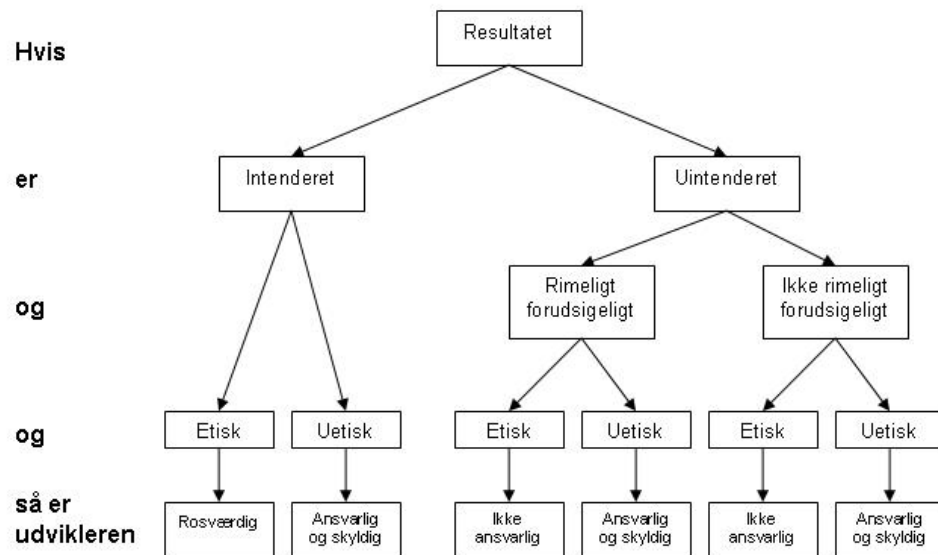 Hvis
Resultatet
er
Intenderet
Uintenderet
og
Rimeligt
forudsigeligt
Ikke rimeligt
forudsigeligt
og
Etisk
Uetisk
Etisk
Uetisk
Etisk
Uetisk
så er
udvikleren
Rosværdig
Ansvarlig
og skyldig
Ikke
ansvarlig
Ansvarlig
og skyldig
Ikke
ansvarlig
Ansvarlig
og skyldig